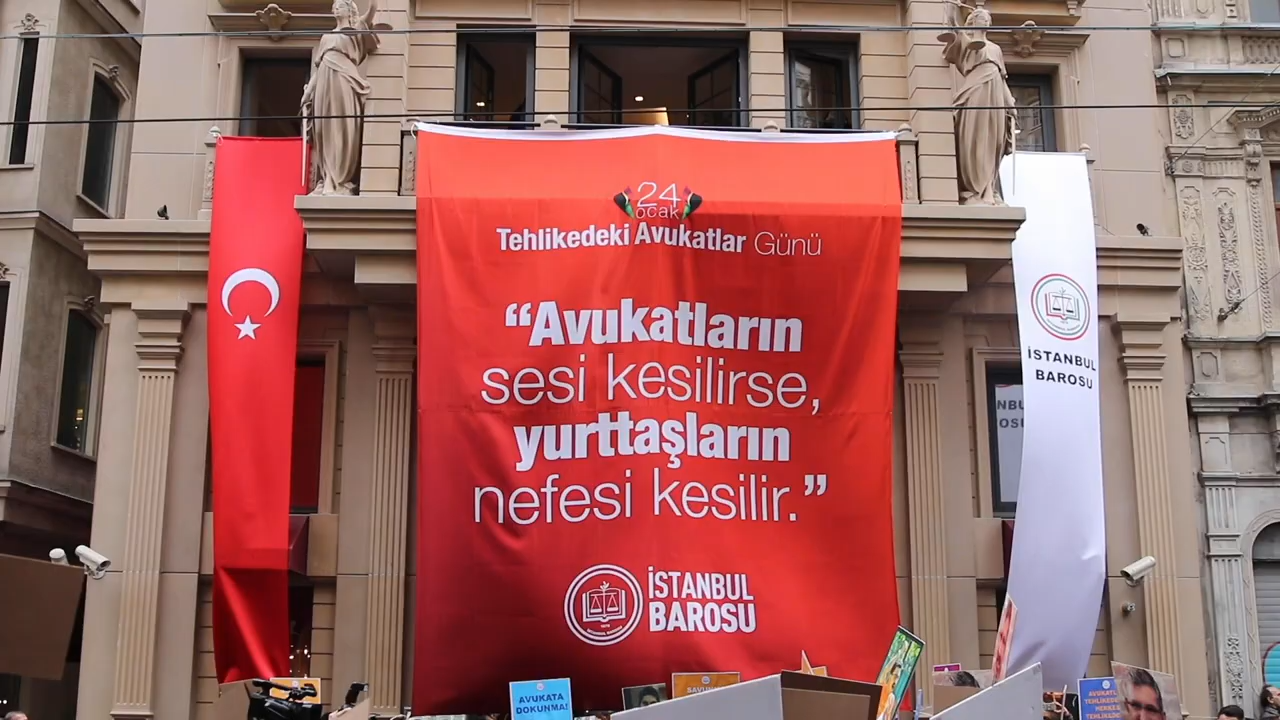 24
ocak
Tehlikedeki Avukatlar Günü
“Avukatların
sesi kesilirse,
yurttaşların
nefesi kesilir.”
İSTANBUL
BAROSU
İSTANBUL
BAROSU
AVUKATA
DOKUNMA!